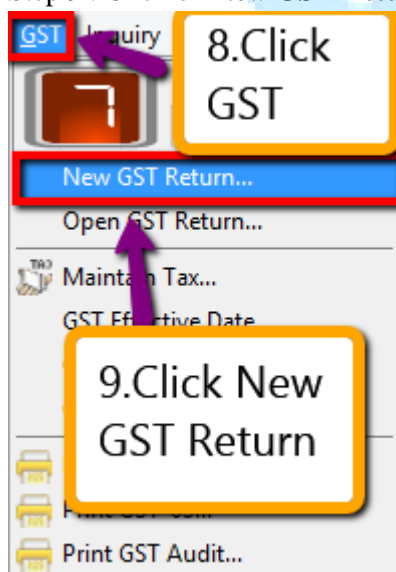 GST Inquiry
8.Click
GST
New GST Return...
Open GST Return...
Maintain Tax...
GST Effective Date
9.Click New
GST Return
Print GST Audit...